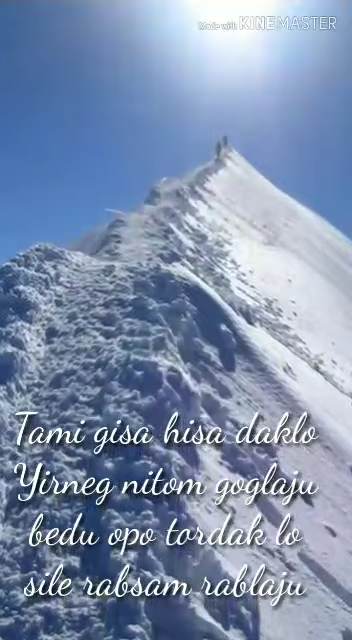 Made with KINEMASTER
Tami gisa hisa daklo
Yirneg nitom goglaju
bedu opo tordak lo
sile rabsam rablaju